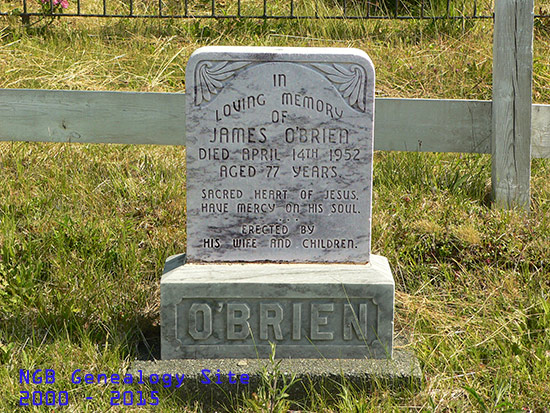 IN
LOVING MEMORY
OF
JAMES O'BRIEN
DIED APRIL 14TH 1952
AGED 77 YEARS.
SACRED HEART OF JESUS,
HAVE MERCY ON HIS SOUL.
....
ERECTED BY
HIS WIFE AND CHILDREN.
O'BRIEN
NGB Genealogy Site
2000 - 2015